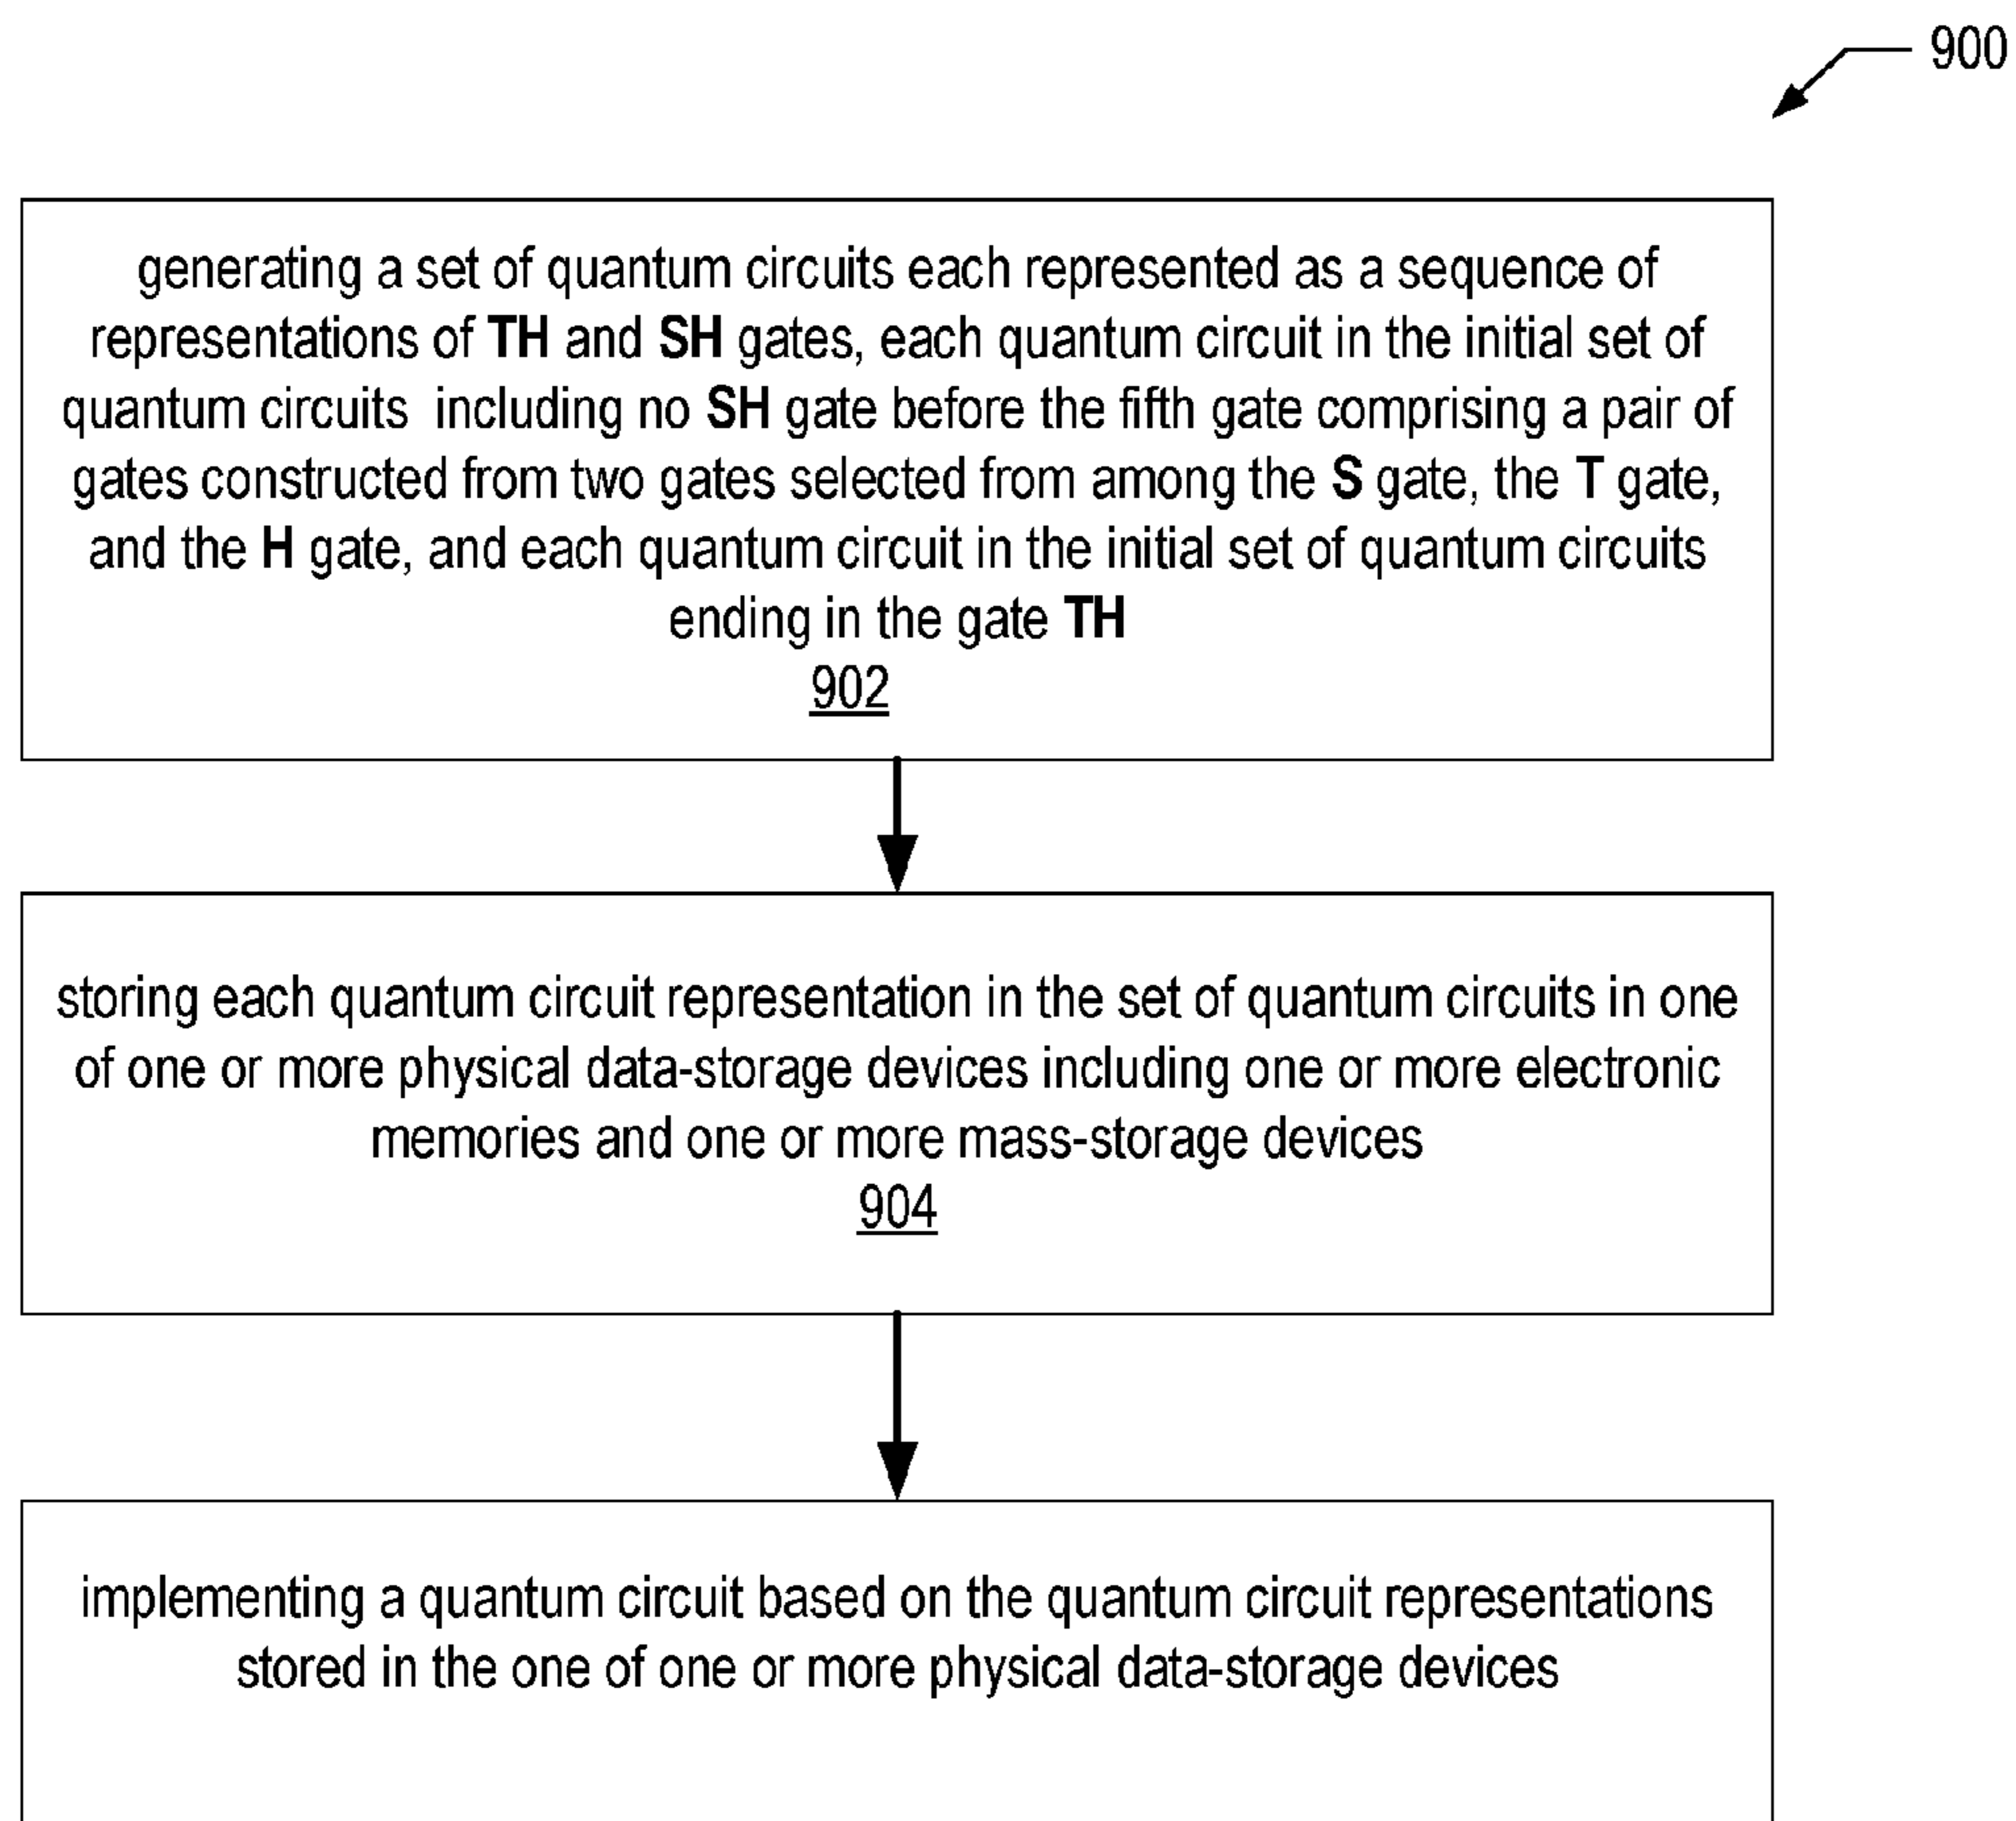 900
generating a set of quantum circuits each represented as a sequence of
representations of TH and SH gates, each quantum circuit in the initial set of
quantum circuits including no SH gate before the fifth gate comprising a pair of
gates constructed from two gates selected from among the S gate, the T gate,
and the H gate, and each quantum circuit in the initial set of quantum circuits
ending in the gate TH
902
storing each quantum circuit representation in the set of quantum circuits in one
of one or more physical data-storage devices including one or more electronic
memories and one or more mass-storage devices
904
implementing a quantum circuit based on the quantum circuit representations
stored in the one of one or more physical data-storage devices